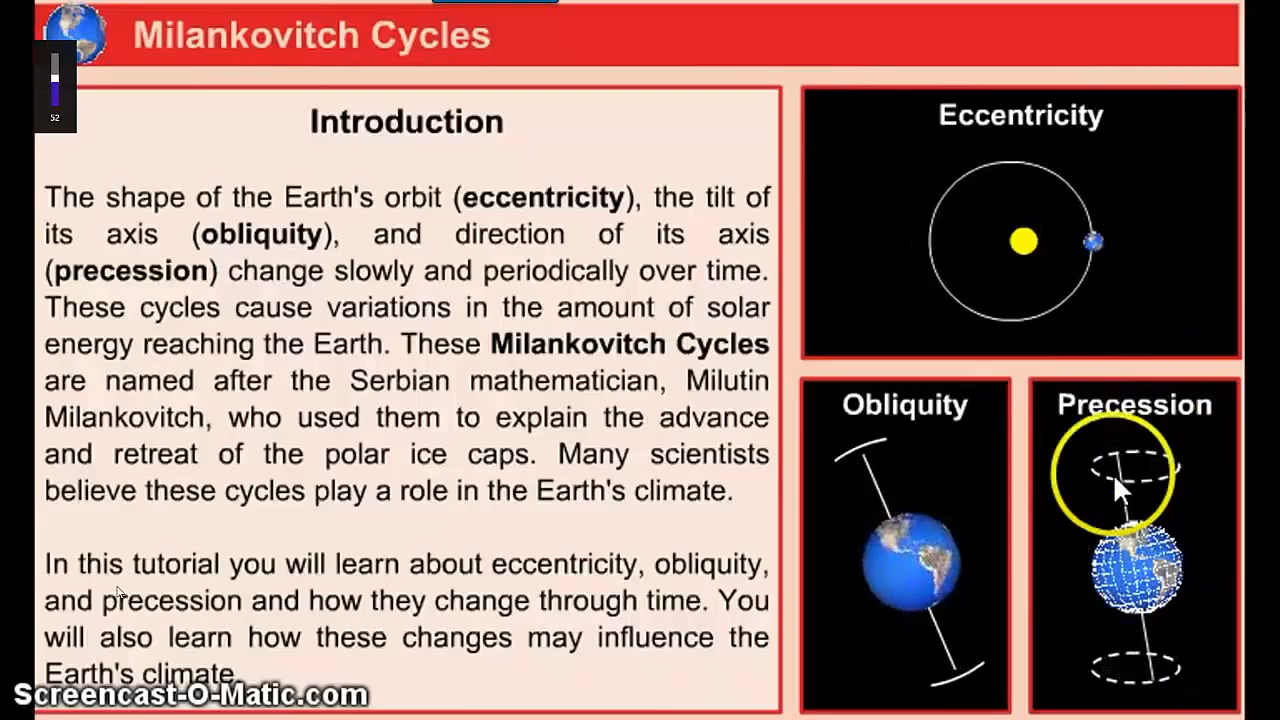 Milankovitch Cycles
52
Introduction
The shape of the Earth's orbit (eccentricity), the tilt of
its axis (obliquity), and direction of its axis
(precession) change slowly and periodically over time.
These cycles cause variations in the amount of solar
energy reaching the Earth. These Milankovitch Cycles
are named after the Serbian mathematician, Milutin
Milankovitch, who used them to explain the advance
and retreat of the polar ice caps. Many scientists
believe these cycles play a role in the Earth's climate.
In this tutorial you will learn about eccentricity, obliquity,
and precession and how they change through time. You
will also learn how these changes may influence the
Earth's climate.
Eccentricity
Obliquity
Precession
Screencast-O-Matic.com